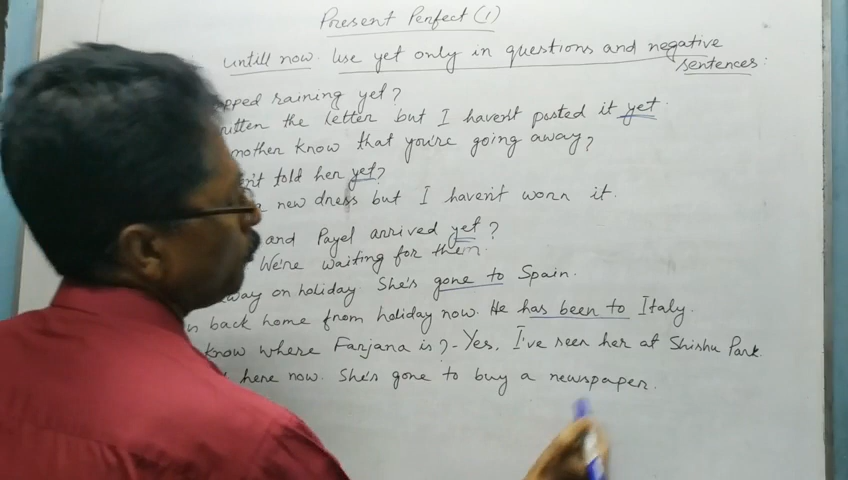 Present Perfect (1)
untill now. Use yet only in questions and negative
sentences:
opped raining yet?
ritten the letter but I haven't posted it yet.
mother know that you're going away?
en't told her yet?
new dress but I haven't worn it.
and Payel arrived yet?
We're waiting for them.
away on holiday She's gone to Spain.
back home from holiday now. He has been to Italy.
know where Farjana is? - Yes, I've seen her at Shishu Park.
here now. She's gone to buy a newspaper.